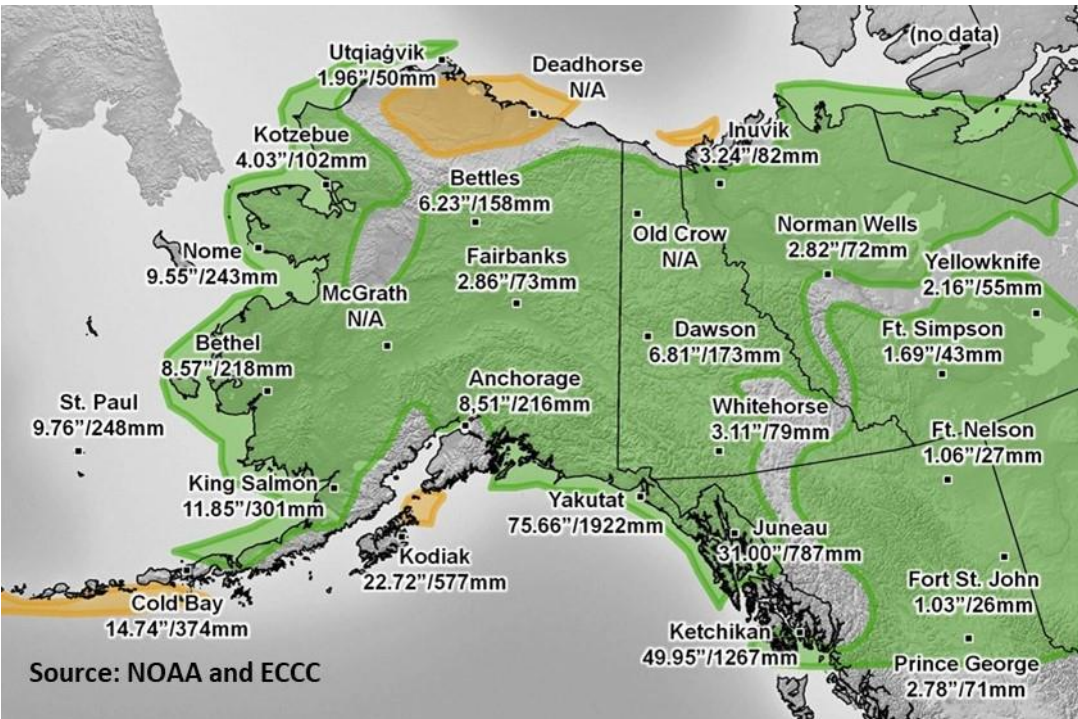 (no data)
Utqiaġvik
1.96”/50mm
Deadhorse
N/A
Kotzebue
4.03”/102mm
Inuvik
3.24”/82mm
Bettles
6.23”/158mm
Old Crow
N/A
Norman Wells
2.82”/72mm
Nome
9.55”/243mm
Fairbanks
2.86”/73mm
Yellowknife
2.16”/55mm
McGrath
N/A
Bethel
8.57”/218mm
Dawson
6.81”/173mm
Ft. Simpson
1.69”/43mm
St. Paul
9.76”/248mm
Anchorage
8,51”/216mm
Whitehorse
3.11”/79mm
Ft. Nelson
1.06”/27mm
King Salmon
11.85”/301mm
Yakutat
75.66”/1922mm
Juneau
31.00”/787mm
Kodiak
22.72”/577mm
Fort St. John
1.03”/26mm
Cold Bay
14.74”/374mm
Ketchikan
49.95”/1267mm
Prince George
2.78”/71mm
Source: NOAA and ECCC